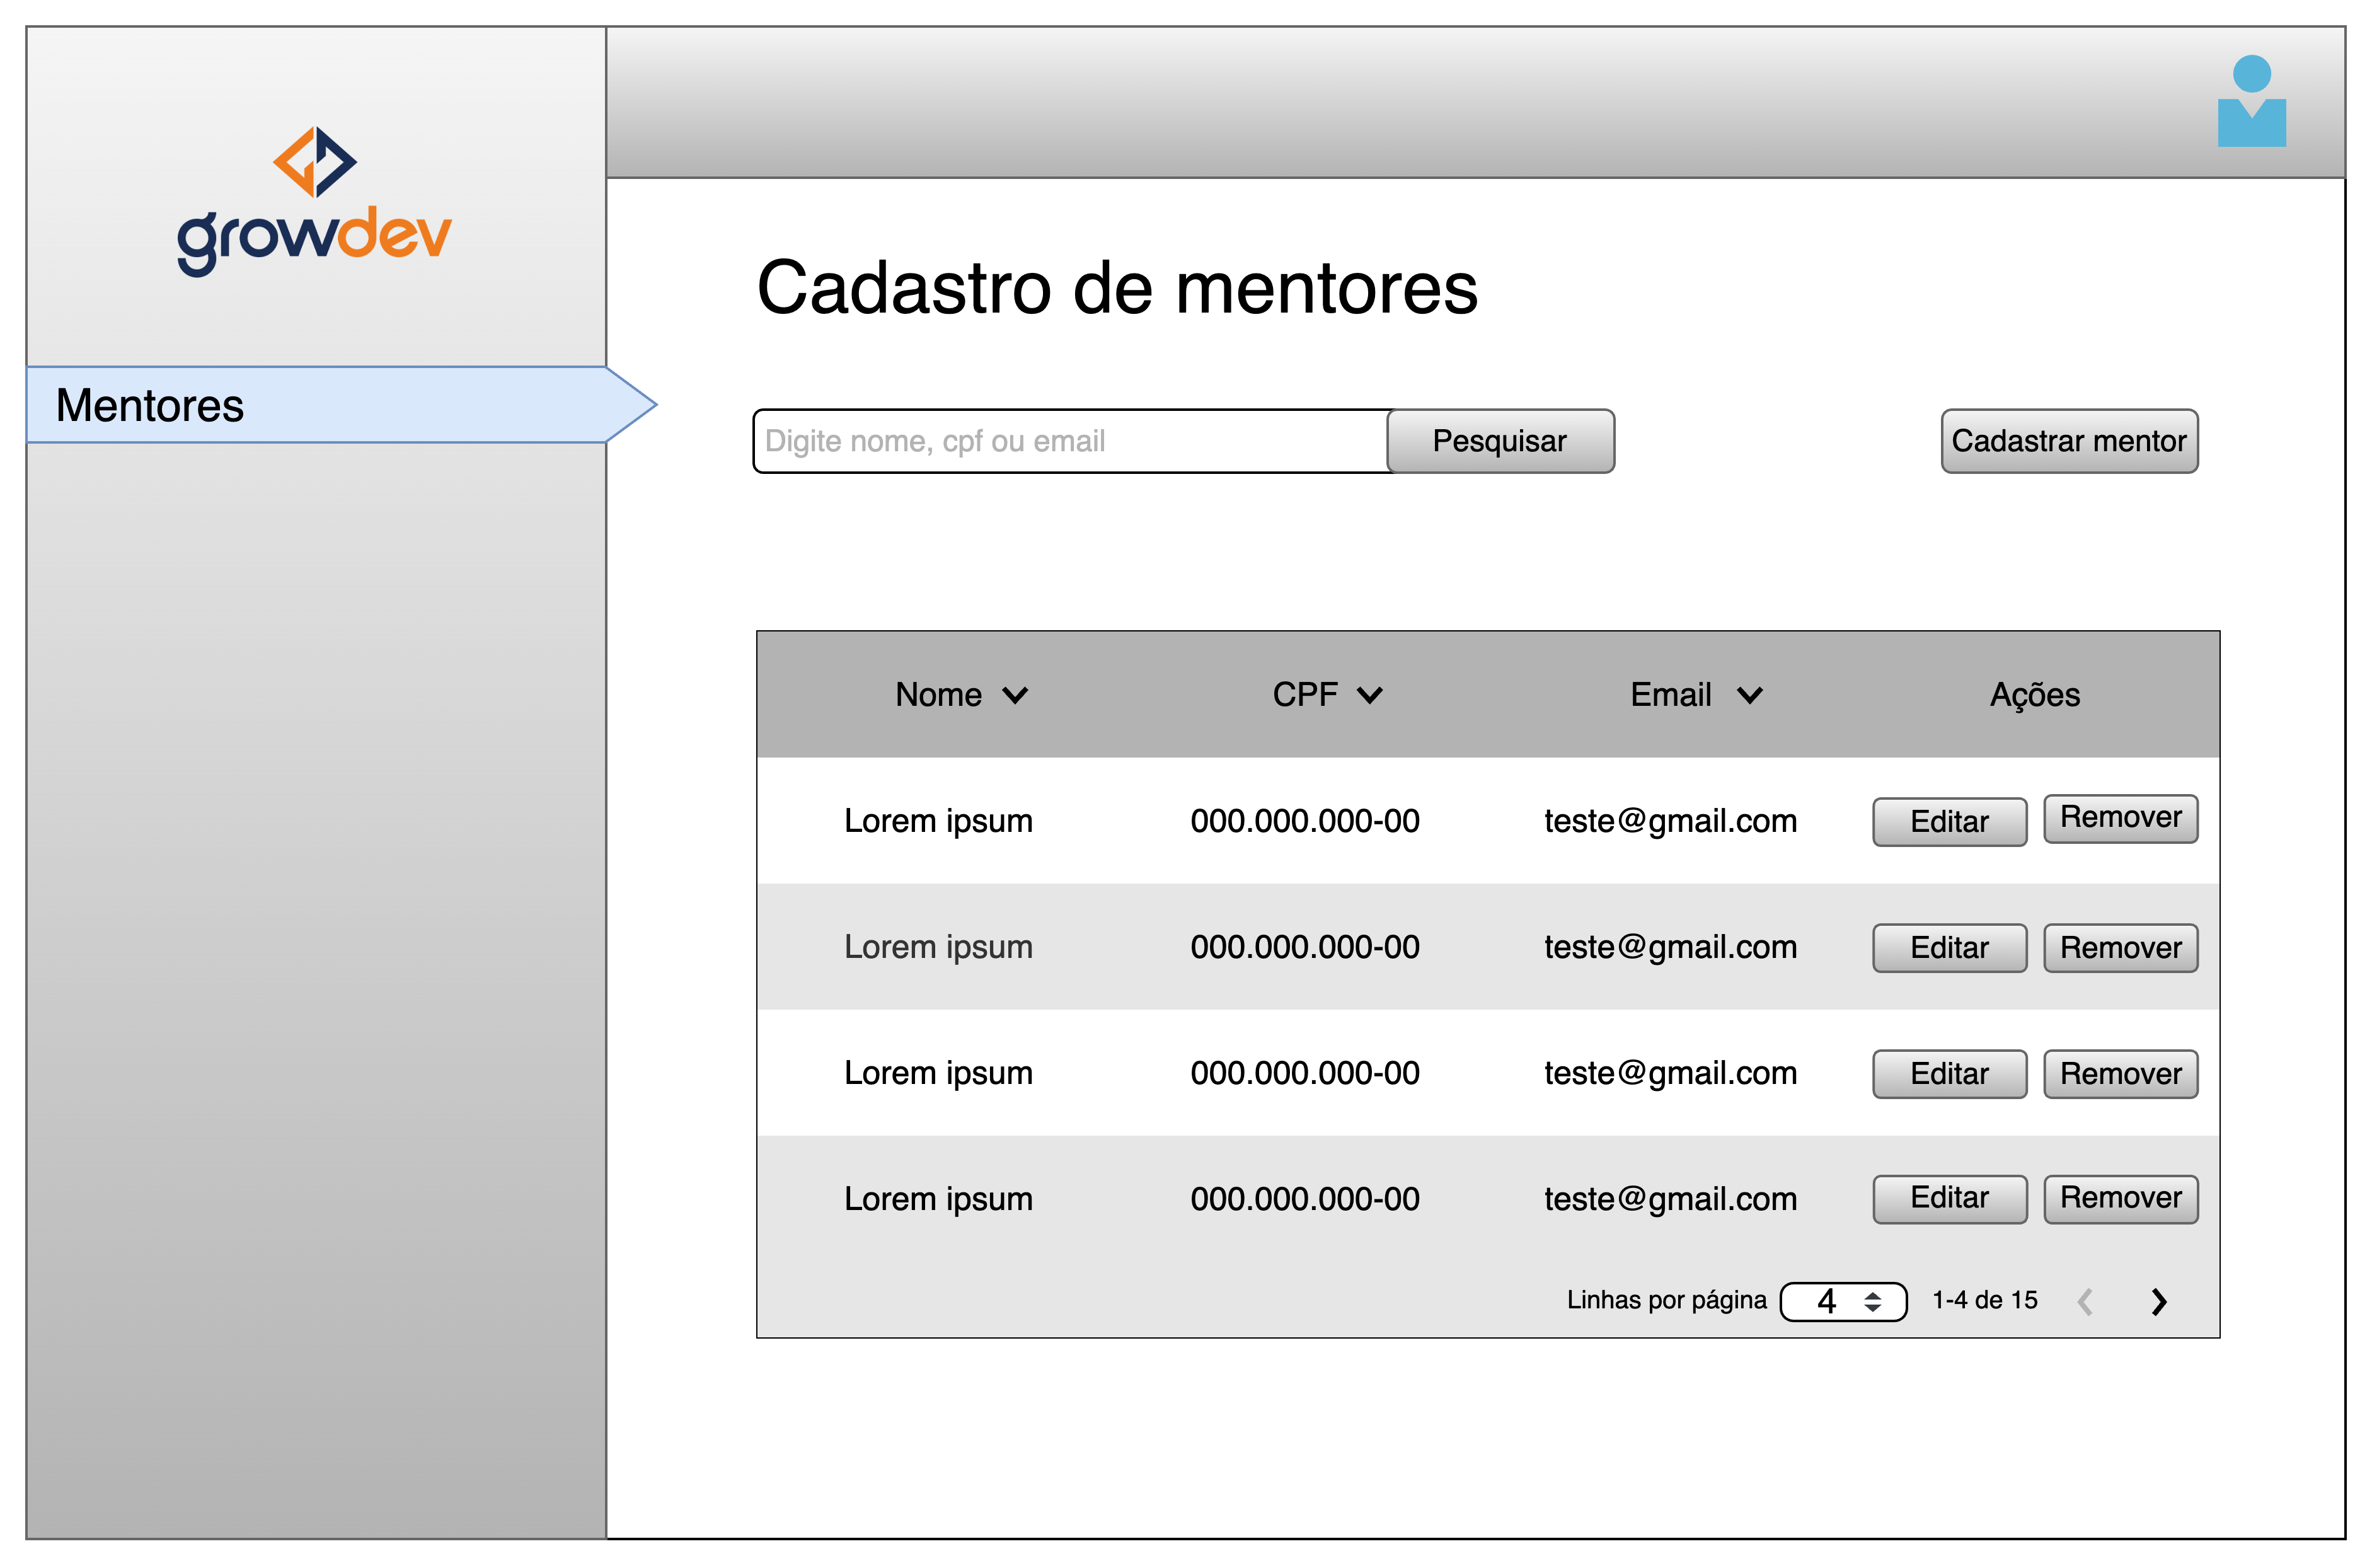 growdev
Mentores
Cadastro de mentores
Digite nome, cpf ou email
Pesquisar
Cadastrar mentor
Nome CPF Email Ações
Lorem ipsum 000.000.000-00 teste@gmail.com Editar Remover
Lorem ipsum 000.000.000-00 teste@gmail.com Editar Remover
Lorem ipsum 000.000.000-00 teste@gmail.com Editar Remover
Lorem ipsum 000.000.000-00 teste@gmail.com Editar Remover
Linhas por página 4 1-4 de 15